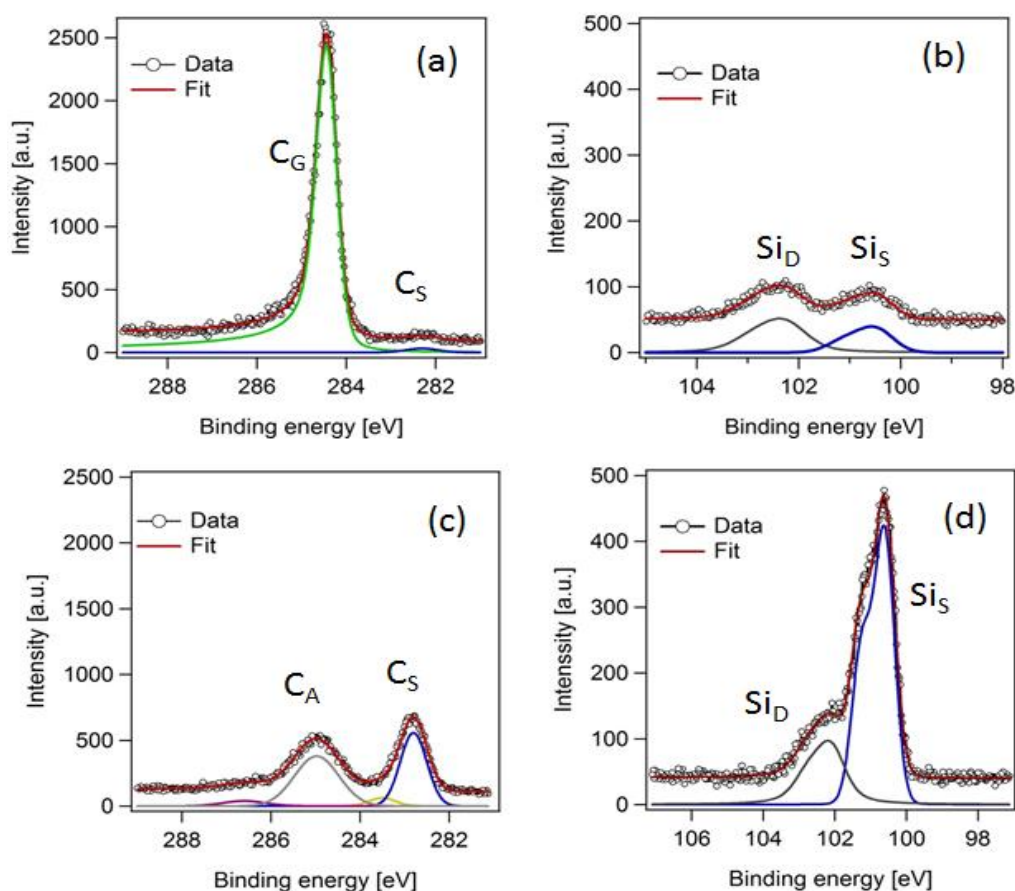 (a)
Data
Fit
C_G
C_S
Intensity [a.u.]
2500
2000
1500
1000
500
0
288 286 284 282
Binding energy [eV]
(b)
Data
Fit
Si_D Si_S
Intensity [a.u.]
500
400
300
200
100
0
104 102 100 98
Binding energy [eV]
(c)
Data
Fit
C_A C_S
Intensity [a.u.]
2500
2000
1500
1000
500
0
288 286 284 282
Binding energy [eV]
(d)
Data
Fit
Si_S
Si_D
Intenssity [a.u.]
500
400
300
200
100
0
106 104 102 100 98
Binding energy [eV]